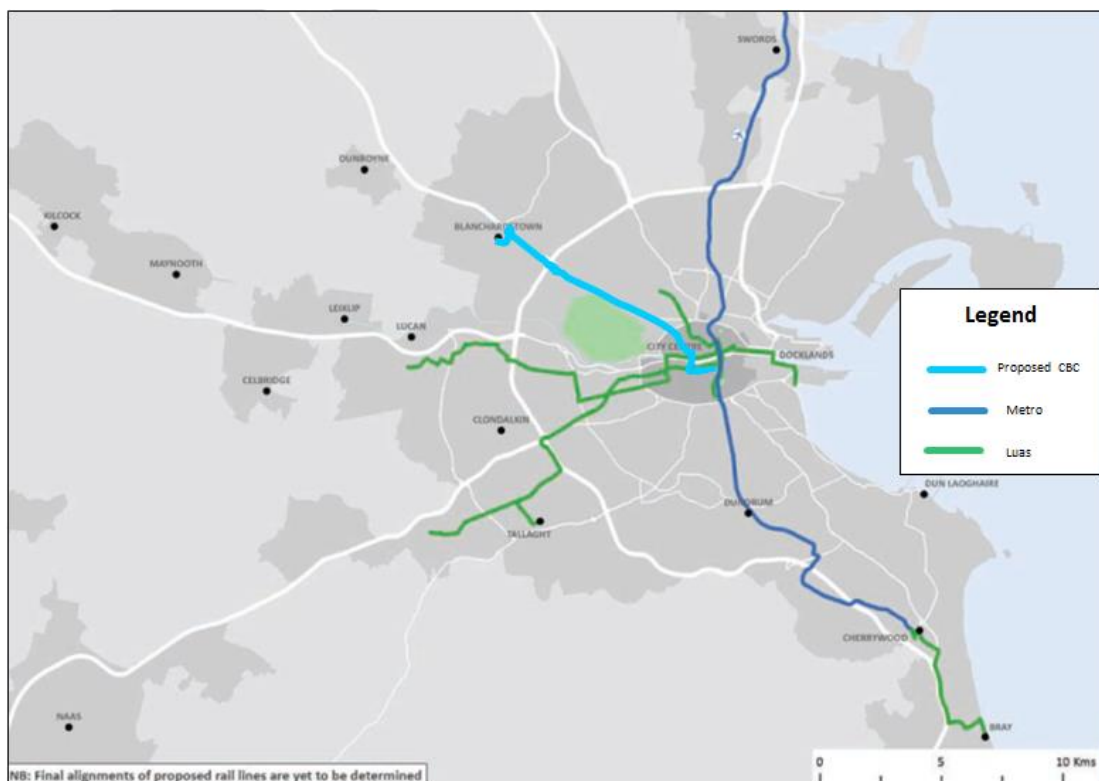 SWORDS
DUNBOYNE
KILCOCK
BLANCHARDSTOWN
MAYNOOTH
LEIXLIP
LUCAN
CITY CENTRE
DOCKLANDS
CELBRIDGE
CLONDALKIN
Legend
Proposed CBC
Metro
Luas
DUN LAOGHAIRE
DUNDRUM
TALLAGHT
CHERRYWOOD
NAAS
BRAY
0 5 10 Kms
NB: Final alignments of proposed rail lines are yet to be determined